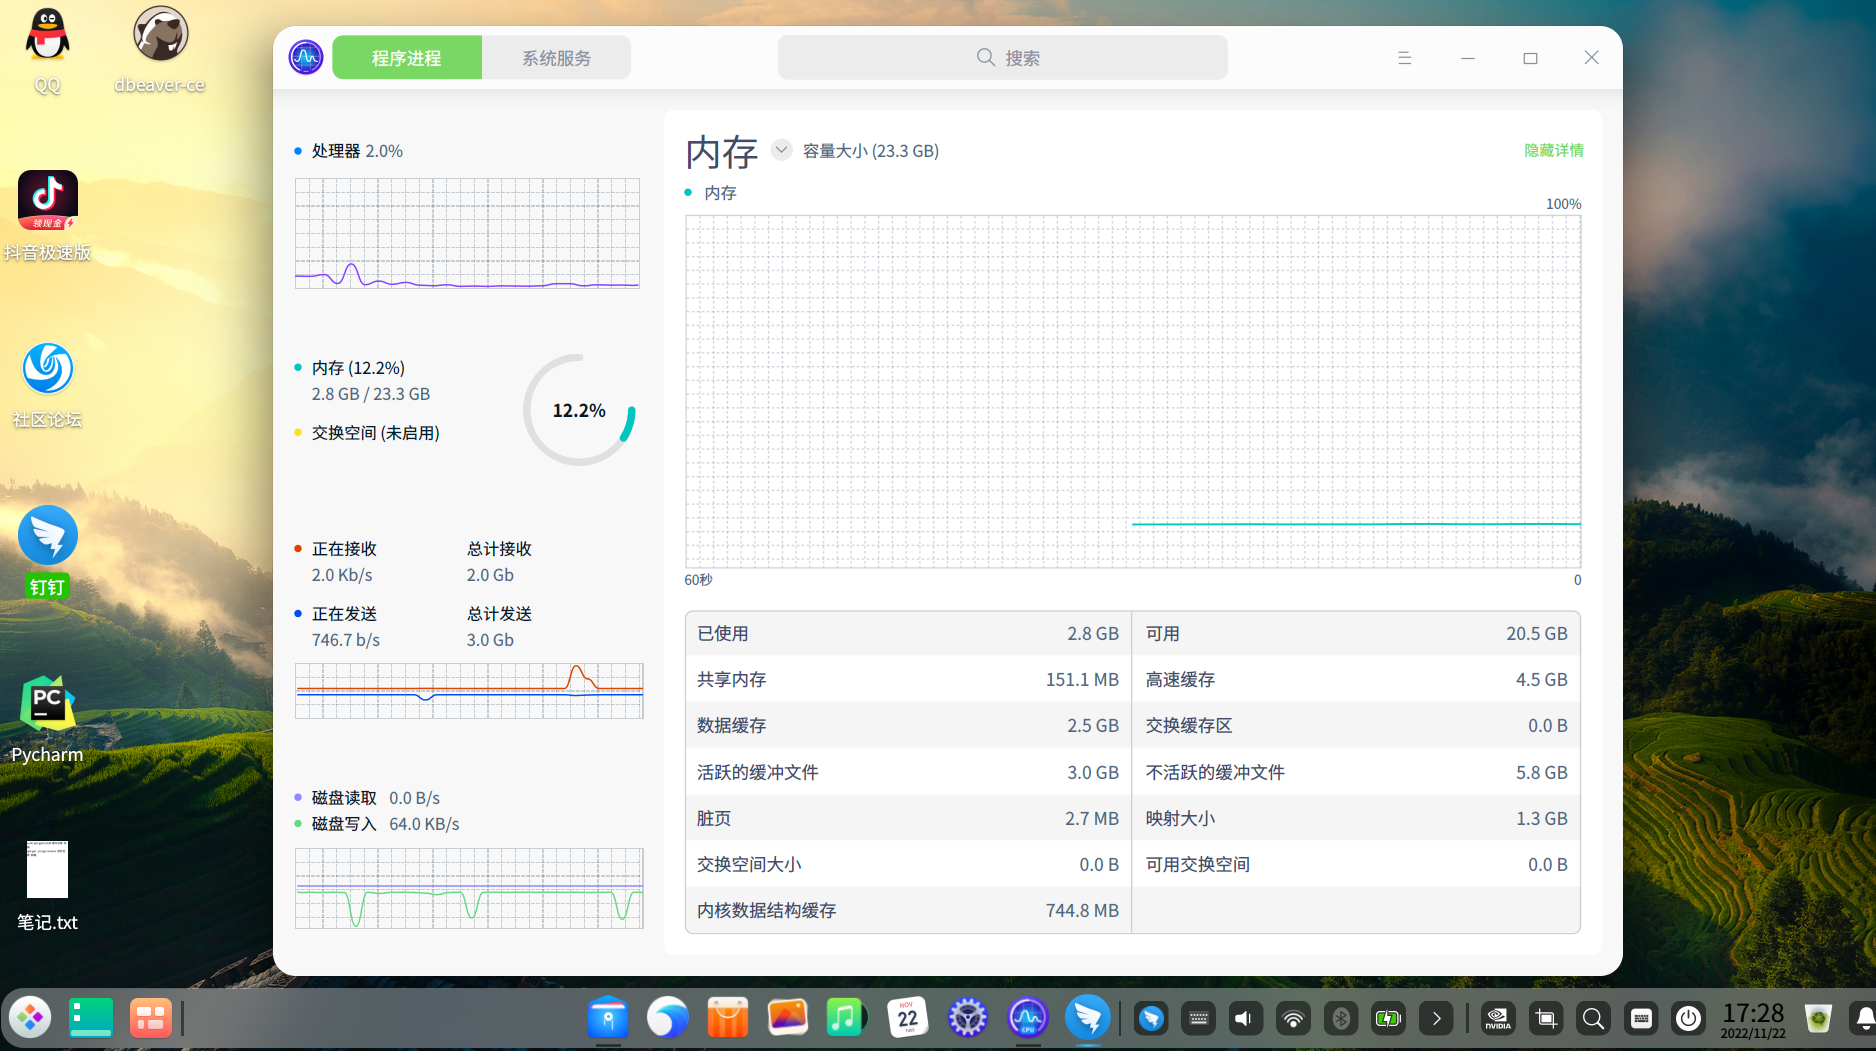 QQ
dbeaver-ce
领现金
抖音极速版
社区论坛
钉钉
PC
Pycharm
笔记.txt
程序进程
系统服务
搜索
处理器 2.0%
内存 (12.2%)
2.8 GB / 23.3 GB
交换空间 (未启用)
12.2%
正在接收
总计接收
2.0 Kb/s
2.0 Gb
正在发送
总计发送
746.7 b/s
3.0 Gb
磁盘读取 0.0 B/s
磁盘写入 64.0 KB/s
内存
容量大小 (23.3 GB)
隐藏详情
内存
100%
60秒
0
已使用 2.8 GB
可用 20.5 GB
共享内存 151.1 MB
高速缓存 4.5 GB
数据缓存 2.5 GB
交换缓存区 0.0 B
活跃的缓冲文件 3.0 GB
不活跃的缓冲文件 5.8 GB
脏页 2.7 MB
映射大小 1.3 GB
交换空间大小 0.0 B
可用交换空间 0.0 B
内核数据结构缓存 744.8 MB
NOV
22
TUES
CPU
NVIDIA
17:28
2022/11/22